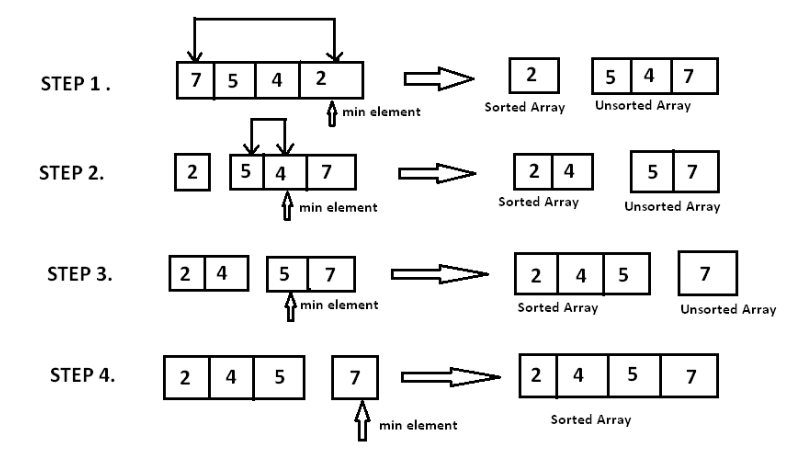 STEP 1 . 7 5 4 2 2 5 4 7
min element Sorted Array Unsorted Array
STEP 2. 2 5 4 7 2 4 5 7
min element Sorted Array Unsorted Array
STEP 3. 2 4 5 7 2 4 5 7
min element Sorted Array Unsorted Array
STEP 4. 2 4 5 7 2 4 5 7
min element Sorted Array